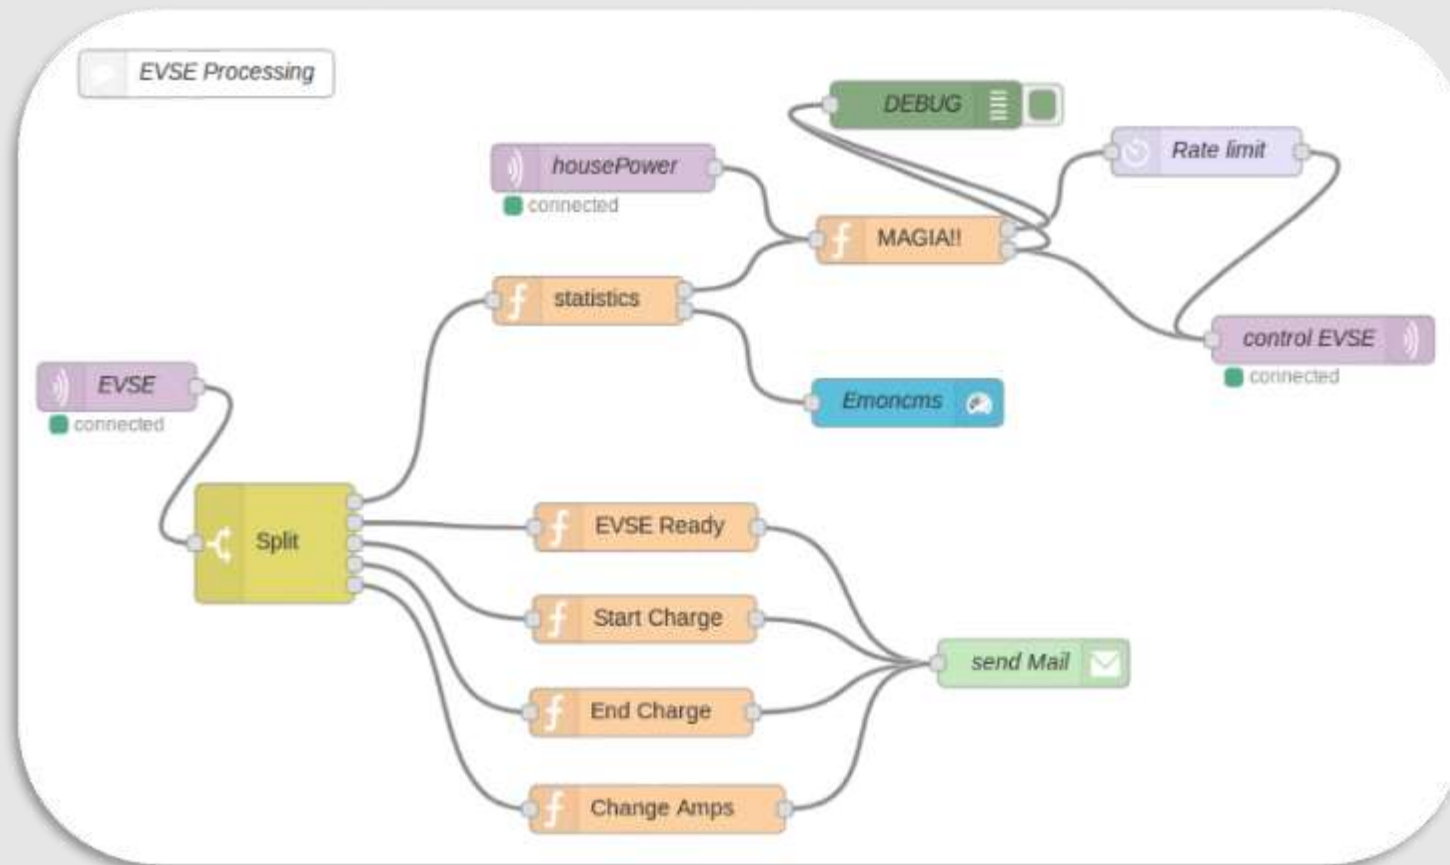 EVSE Processing
DEBUG
Rate limit
housePower
connected
MAGIA!!
statistics
control EVSE
connected
EVSE
connected
Emoncms
Split
EVSE Ready
Start Charge
send Mail
End Charge
Change Amps